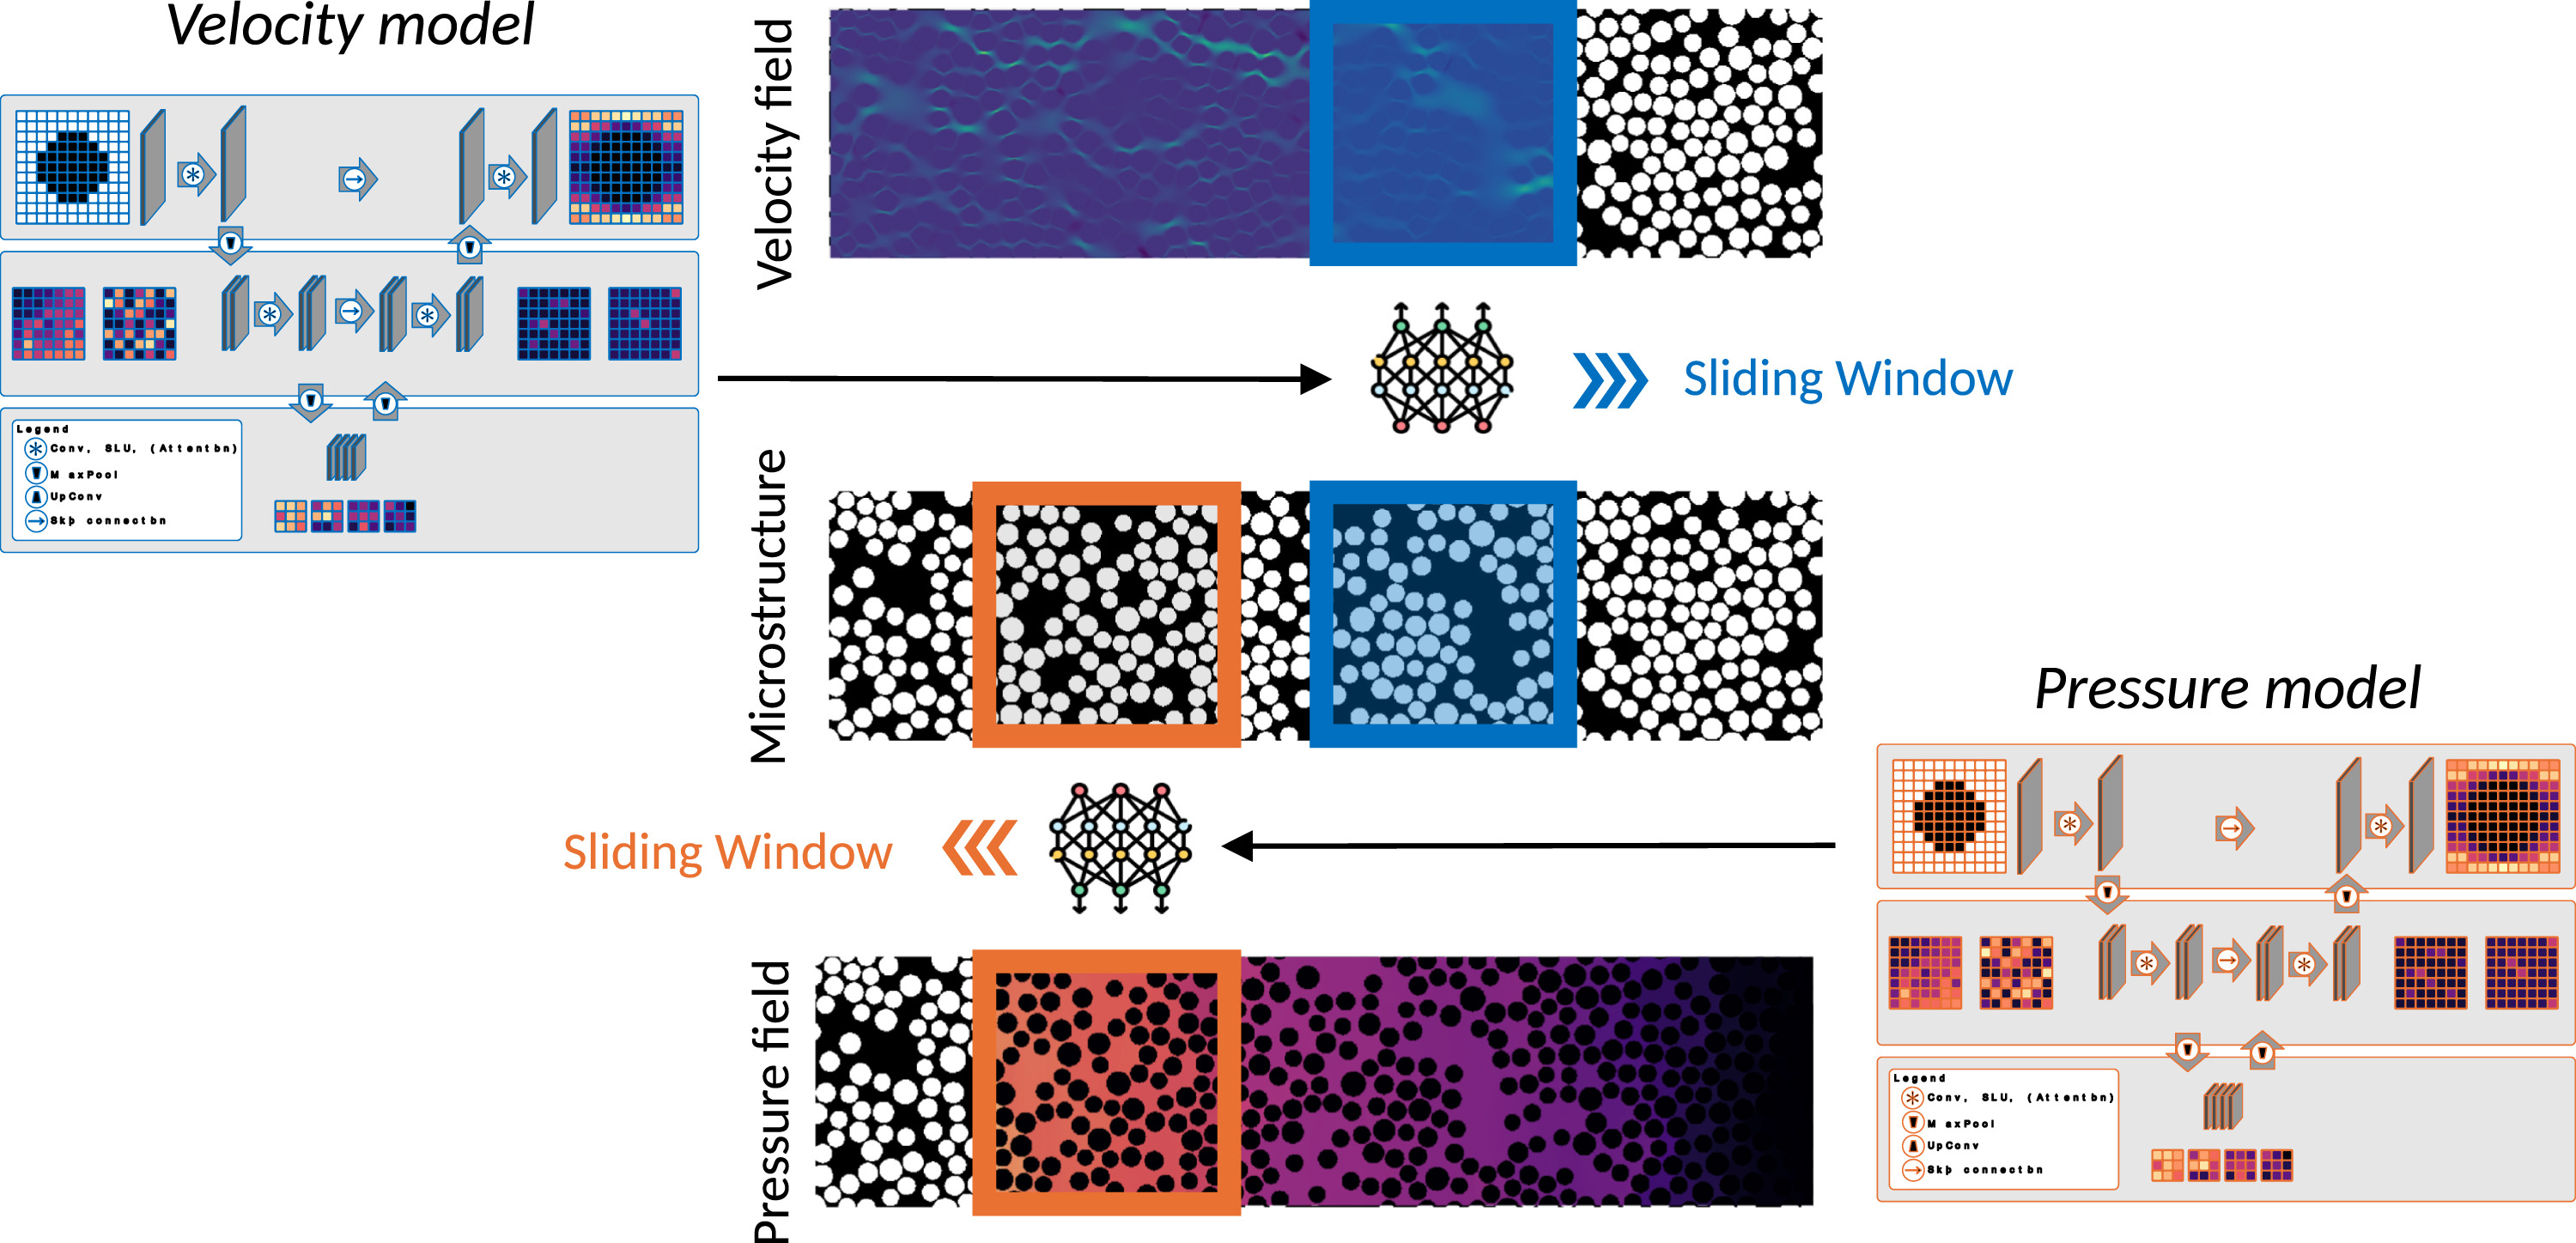 Velocity model
Velocity field
Legend
Conv, SLU, (Attentbn)
M axPool
UpConv
Skp connectbn
Sliding Window
Microstructure
Pressure model
Sliding Window
Pressure field
Legend
Conv, SLU, (Attentbn)
M axPool
UpConv
Skp connectbn